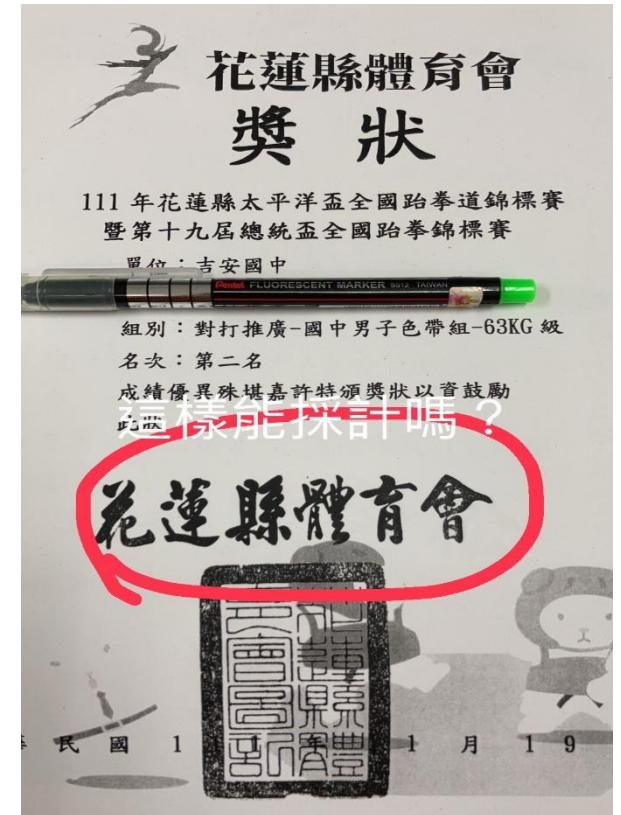 花蓮縣體育會
獎狀
111 年花蓮縣太平洋盃全國跆拳道錦標賽
暨第十九屆總統盃全國跆拳錦標賽
單位：吉安國中
Pentel FLUORESCENT MARKER S512 TAIWAN
組別：對打推廣-國中男子色帶組-63KG 級
名次：第二名
成績優異殊堪嘉許特頒獎狀以資鼓勵
此狀
這樣能採計嗎？
花蓮縣體育會
民國 111 年 1 月 19